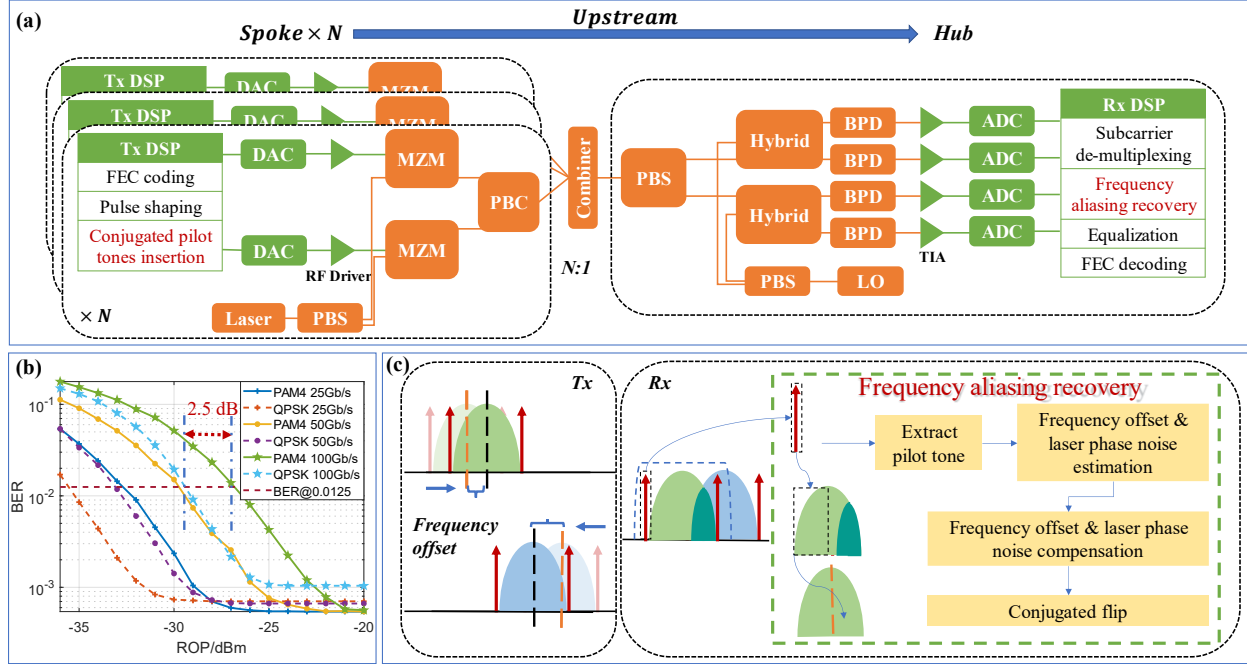 (a)
Upstream
Spoke × N
Hub
Tx DSP
DAC
MZM
Tx DSP
DAC
MZM
Tx DSP
FEC coding
Pulse shaping
Conjugated pilot
tones insertion
DAC
MZM
DAC
RF Driver
MZM
PBC
Laser
PBS
× N
Combiner
N:1
PBS
Hybrid
Hybrid
BPD
BPD
BPD
BPD
TIA
ADC
ADC
ADC
ADC
PBS
LO
Rx DSP
Subcarrier
de-multiplexing
Frequency
aliasing recovery
Equalization
FEC decoding
(b)
BER
10⁻¹
10⁻²
10⁻³
2.5 dB
PAM4 25Gb/s
QPSK 25Gb/s
PAM4 50Gb/s
QPSK 50Gb/s
PAM4 100Gb/s
QPSK 100Gb/s
BER@0.0125
-35
-30
-25
-20
ROP/dBm
(c)
Tx
Frequency
offset
Rx
Frequency aliasing recovery
Extract
pilot tone
Frequency offset &
laser phase noise
estimation
Frequency offset & laser phase
noise compensation
Conjugated flip